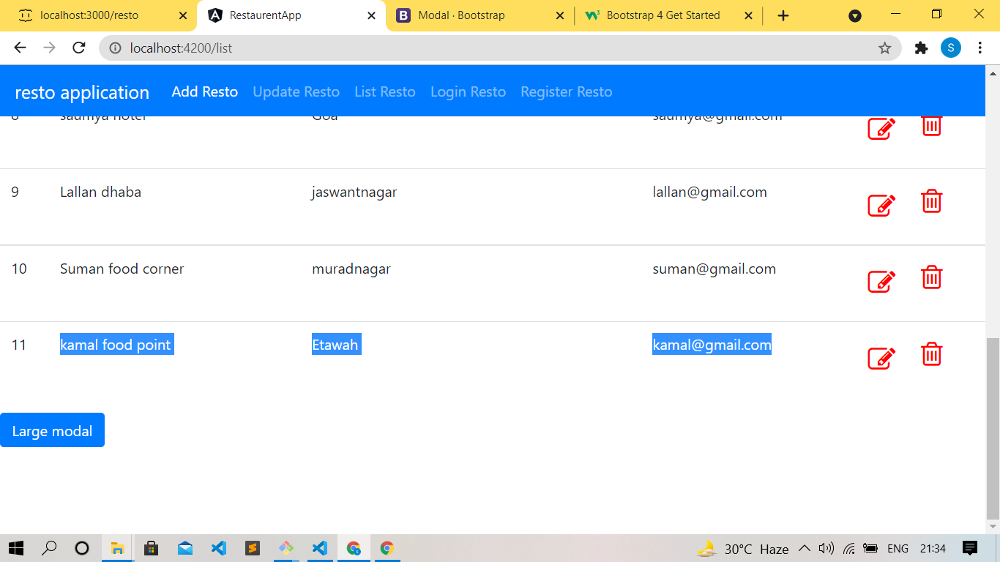 localhost:3000/resto
RestaurentApp
Modal · Bootstrap
Bootstrap 4 Get Started
localhost:4200/list
S
resto application Add Resto Update Resto List Resto Login Resto Register Resto
8 saumya hotel Goa saumya@gmail.com
9 Lallan dhaba jaswantnagar lallan@gmail.com
10 Suman food corner muradnagar suman@gmail.com
11 kamal food point Etawah kamal@gmail.com
Large modal
30°C Haze ENG 21:34